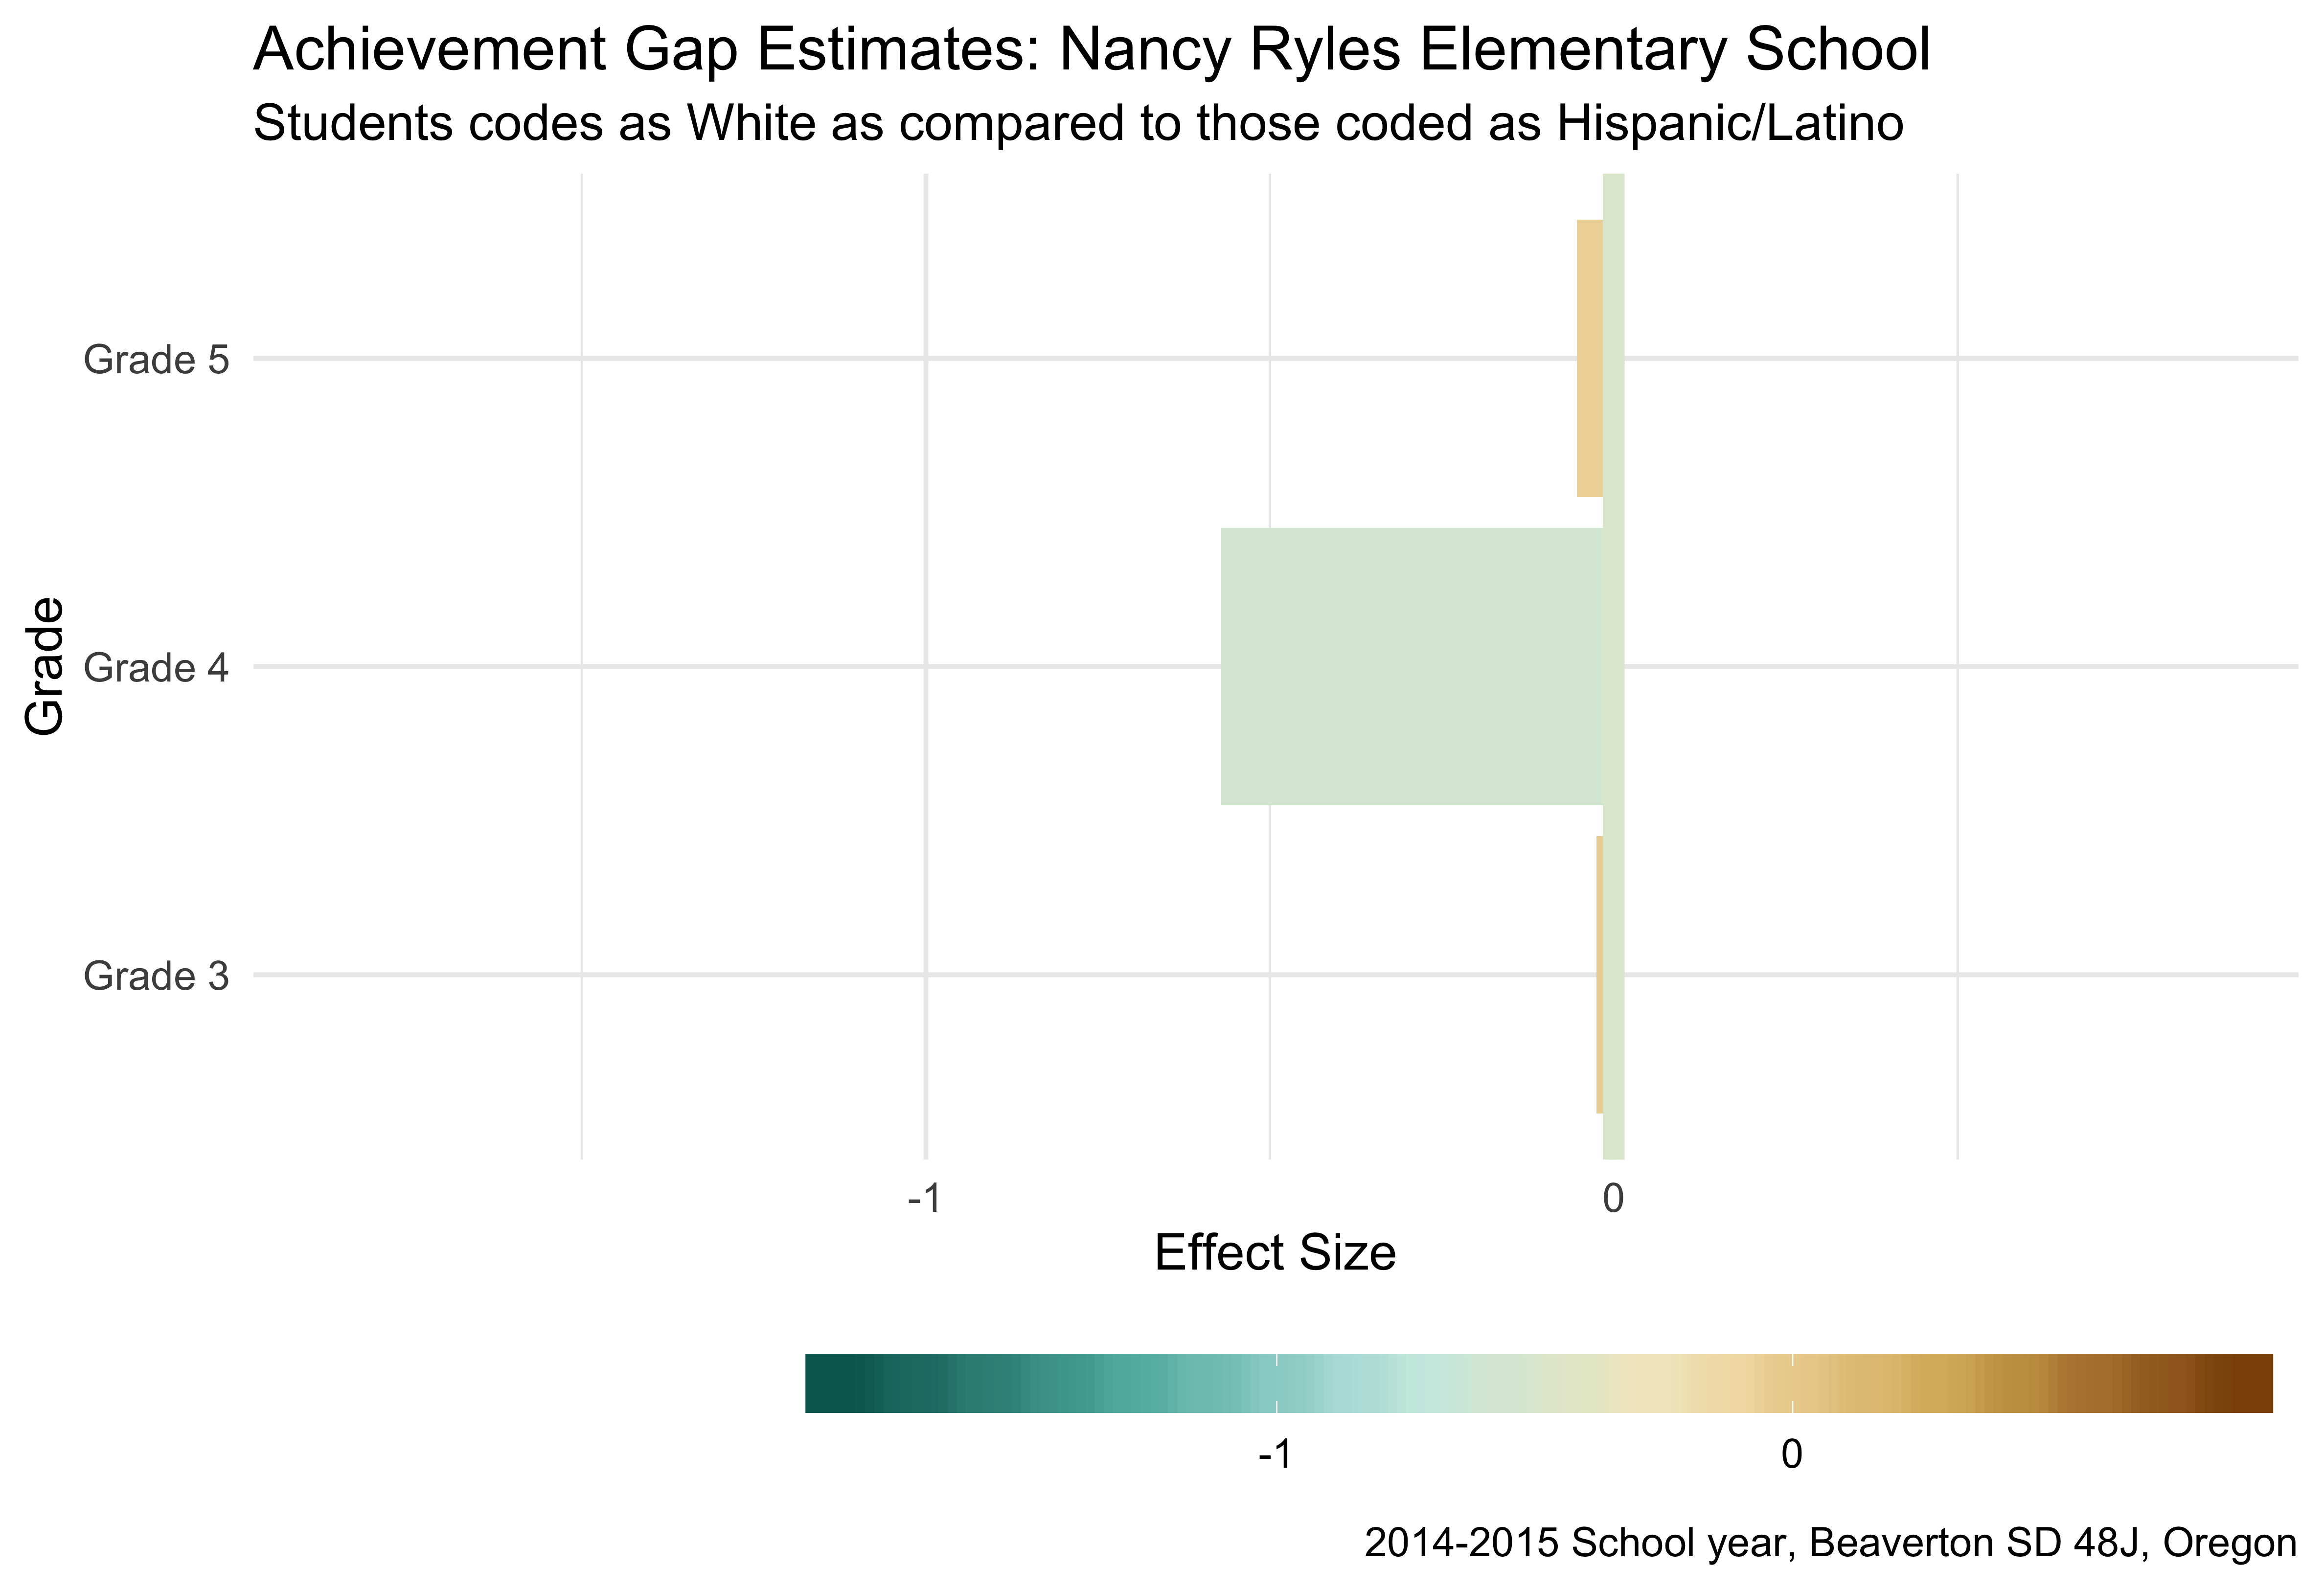 Achievement Gap Estimates: Nancy Ryles Elementary School
Students codes as White as compared to those coded as Hispanic/Latino
Grade
Grade 5
Grade 4
Grade 3
-1 0
Effect Size
-1 0
2014-2015 School year, Beaverton SD 48J, Oregon